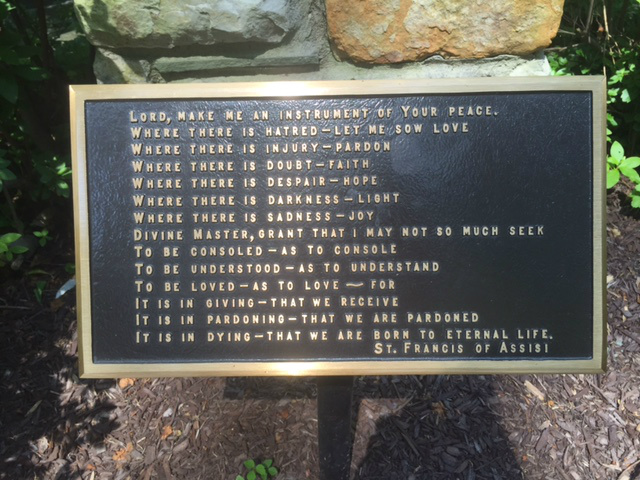 Lord, make me an instrument of Your peace.
Where there is hatred—let me sow love
Where there is injury—pardon
Where there is doubt—faith
Where there is despair—hope
Where there is darkness—light
Where there is sadness—joy
Divine Master, grant that I may not so much seek
To be consoled—as to console
To be understood—as to understand
To be loved—as to love ~ for
It is in giving—that we receive
It is in pardoning—that we are pardoned
It is in dying—that we are born to eternal life.
St. Francis of Assisi